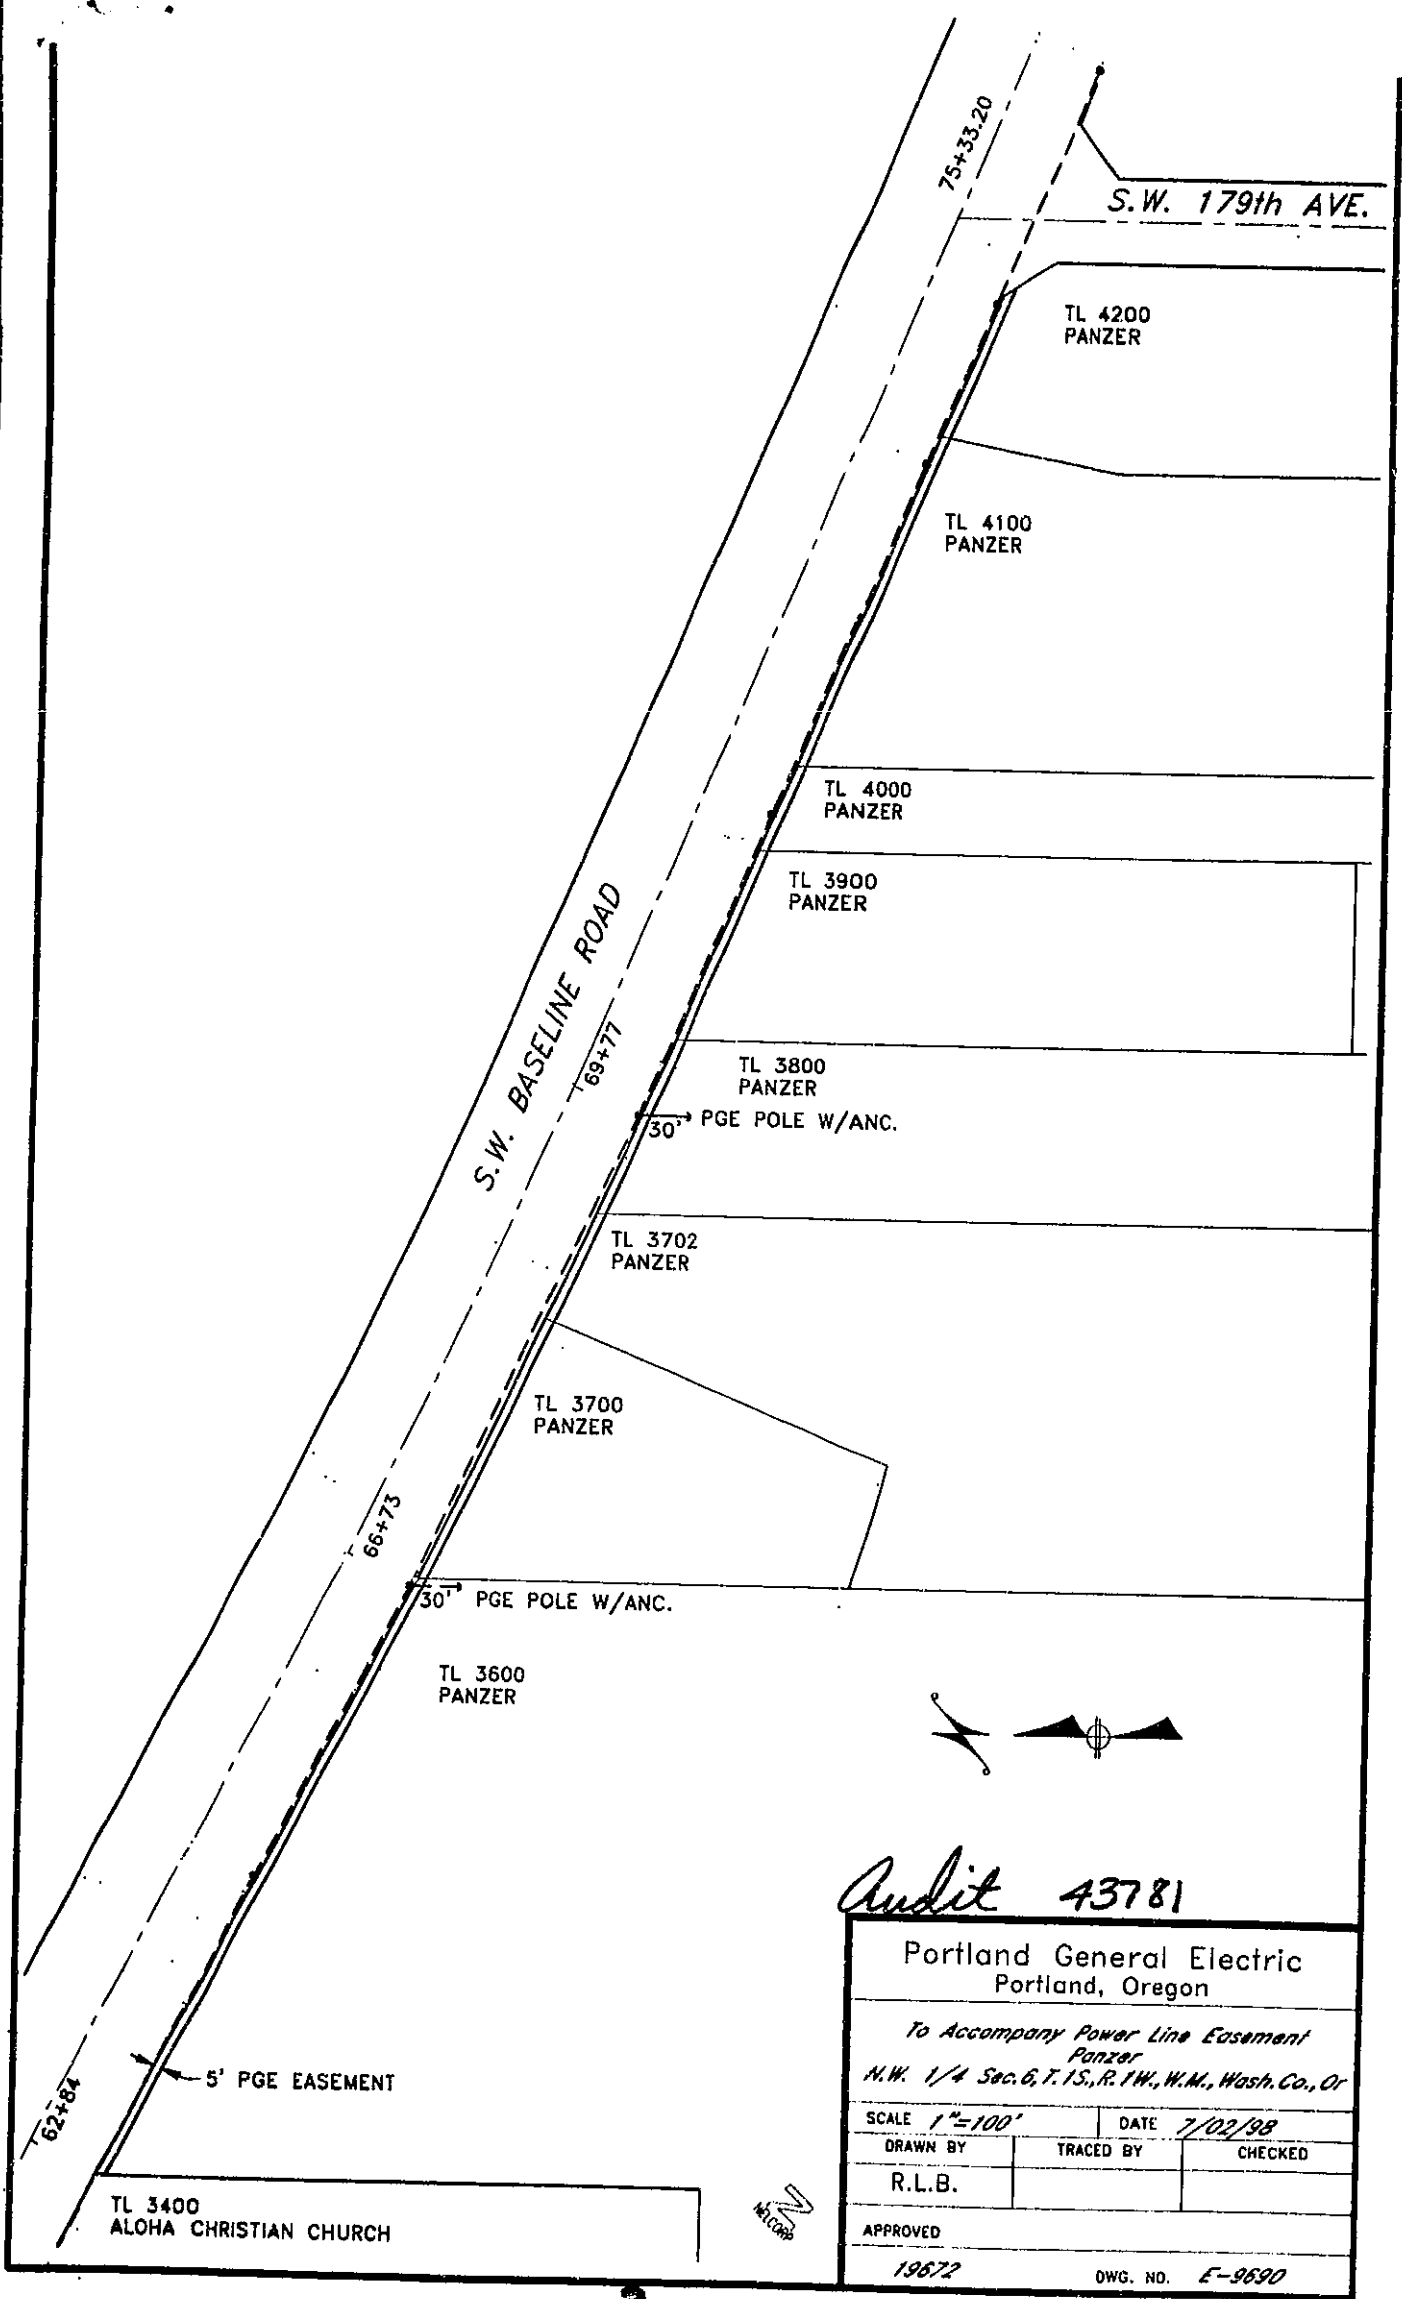 75+33.20
S.W. 179th AVE.
TL 4200
PANZER
TL 4100
PANZER
TL 4000
PANZER
TL 3900
PANZER
S.W. BASELINE ROAD
69+77
TL 3800
PANZER
30' PGE POLE W/ANC.
TL 3702
PANZER
TL 3700
PANZER
66+73
30' PGE POLE W/ANC.
TL 3600
PANZER
N
Audit 43781
Portland General Electric
Portland, Oregon
To Accompany Power Line Easement
Panzer
N.W. 1/4 Sec. 6, T.1S., R.1W., W.M., Wash. Co., Or
SCALE 1"=100' DATE 7/02/98
DRAWN BY TRACED BY CHECKED
R.L.B.
APPROVED
19672 DWG. NO. E-9690
5' PGE EASEMENT
62+84
TL 3400
ALOHA CHRISTIAN CHURCH
N
NELCORP